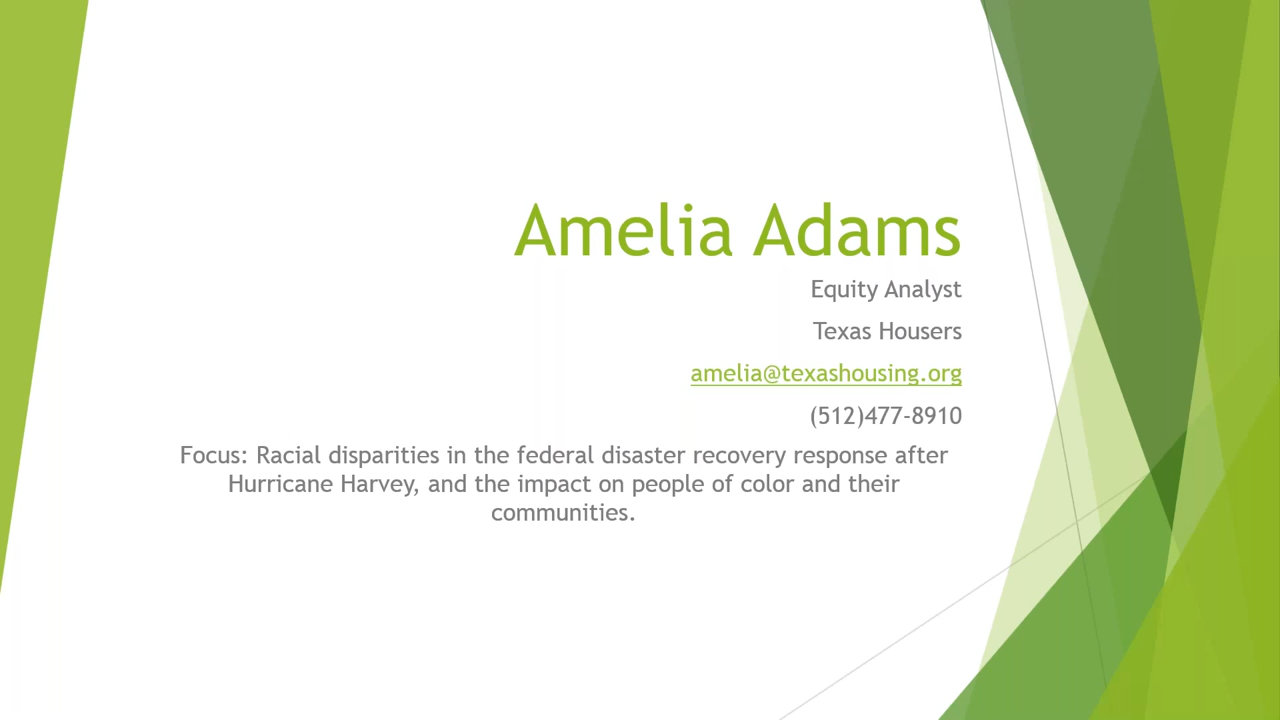 Amelia Adams
Equity Analyst
Texas Housers
amelia@texashousing.org
(512)477-8910
Focus: Racial disparities in the federal disaster recovery response after
Hurricane Harvey, and the impact on people of color and their
communities.